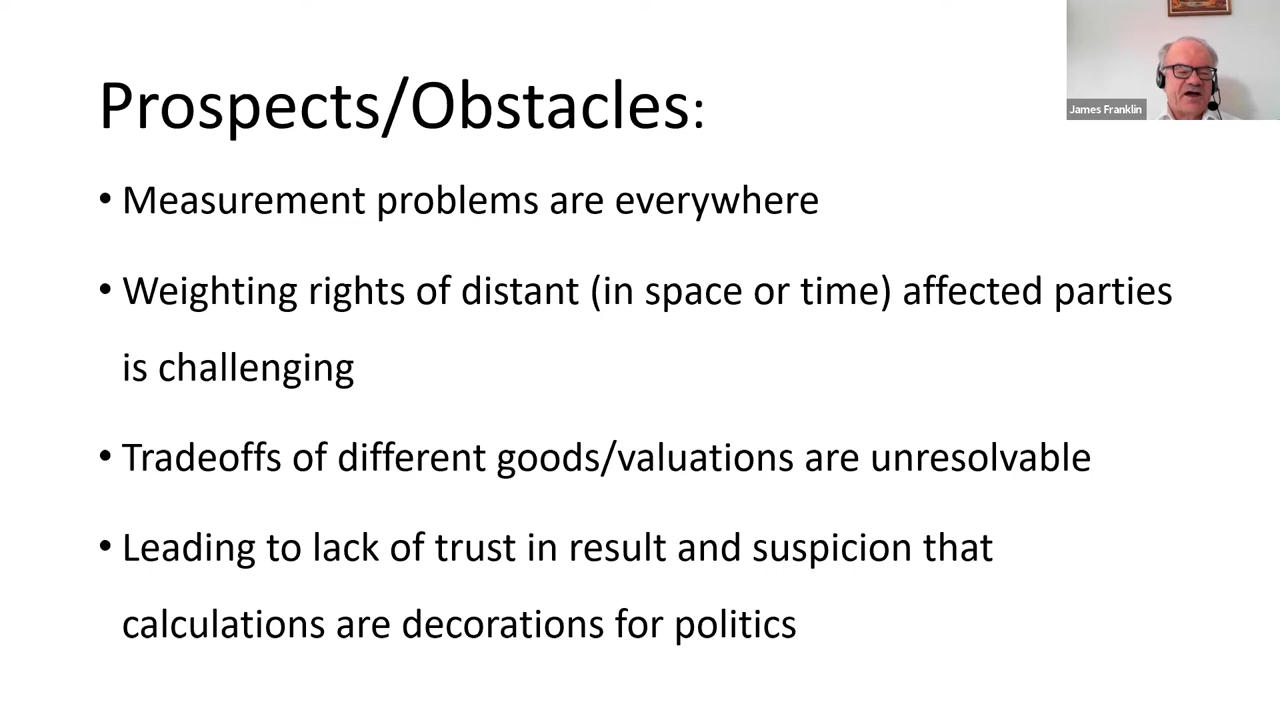 Prospects/Obstacles:
James Franklin
• Measurement problems are everywhere
• Weighting rights of distant (in space or time) affected parties
is challenging
• Tradeoffs of different goods/valuations are unresolvable
• Leading to lack of trust in result and suspicion that
calculations are decorations for politics